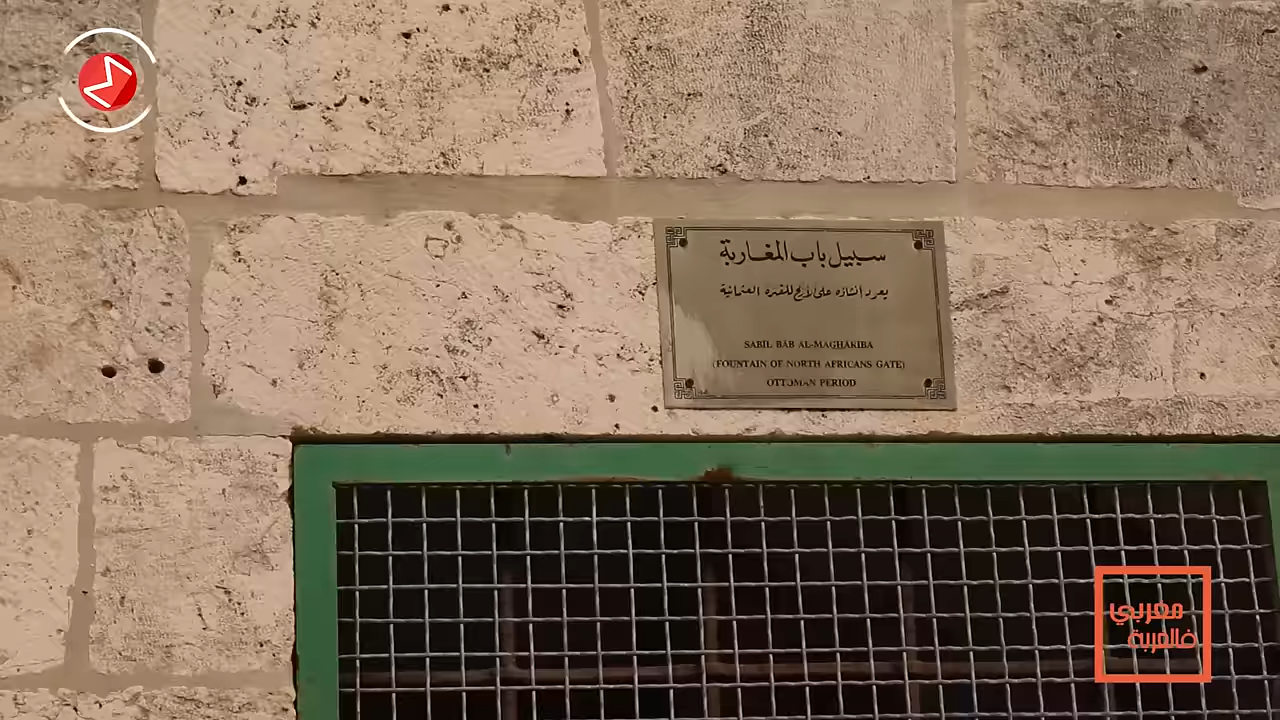 سبيل باب المغاربة
يعود انشاؤه على الأرجح للفترة العثمانية
SABIL BAB AL-MAGHARIBA
(FOUNTAIN OF NORTH AFRICANS GATE)
OTTOMAN PERIOD
مغربي
فالغربة